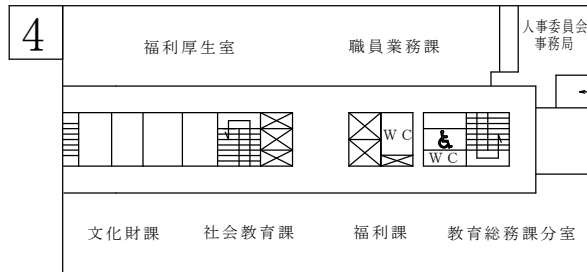 4
福利厚生室
職員業務課
人事委員会
事務局
WC
WC
文化財課
社会教育課
福利課
教育総務課分室